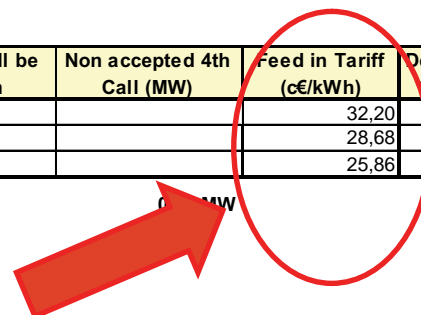 ll be Non accepted 4th Feed in Tariff
Call (MW) (c€/kWh)
32,20
28,68
25,86
MW